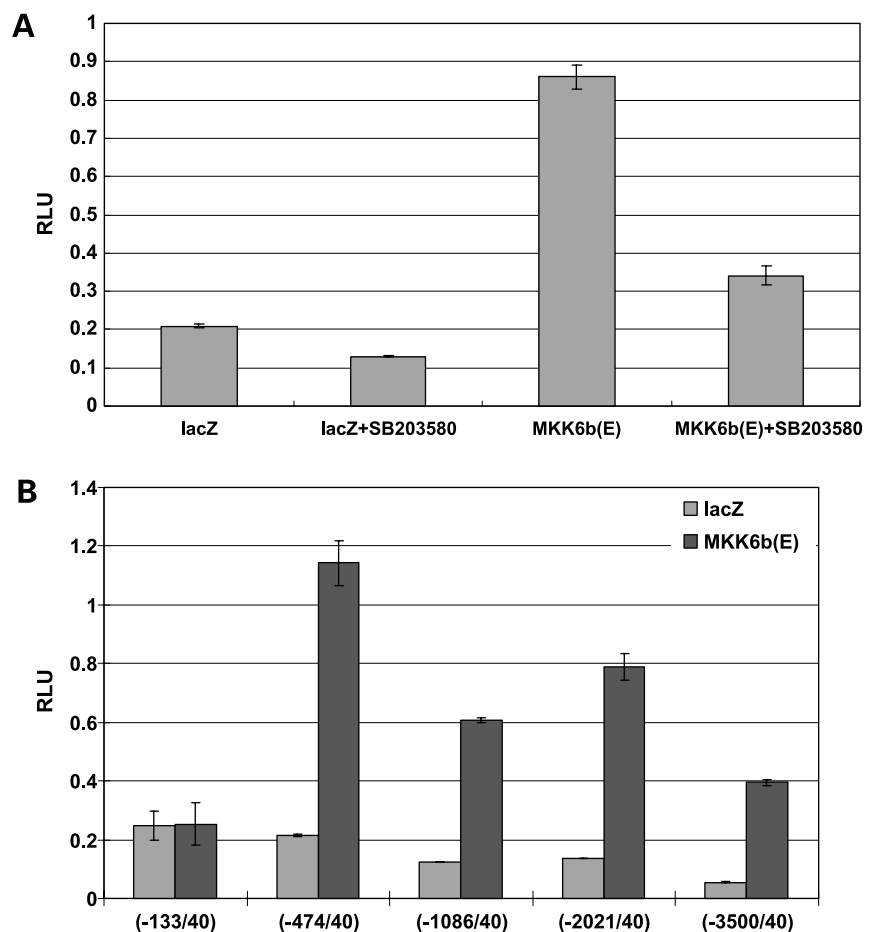 A
1
0.9
0.8
0.7
0.6
0.5
0.4
0.3
0.2
0.1
0
RLU
lacZ lacZ+SB203580 MKK6b(E) MKK6b(E)+SB203580
B
1.4
1.2
1
0.8
0.6
0.4
0.2
0
RLU
lacZ
MKK6b(E)
(-133/40) (-474/40) (-1086/40) (-2021/40) (-3500/40)